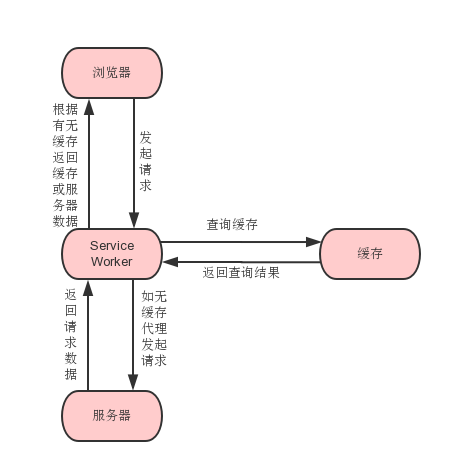 浏览器
根据
有无
缓存
返回
缓存
或服
务器
数据
发
起
请
求
查询缓存
Service
Worker
缓存
返回查询结果
返
回
请
求
数
据
如无
缓存
代理
发起
请求
服务器